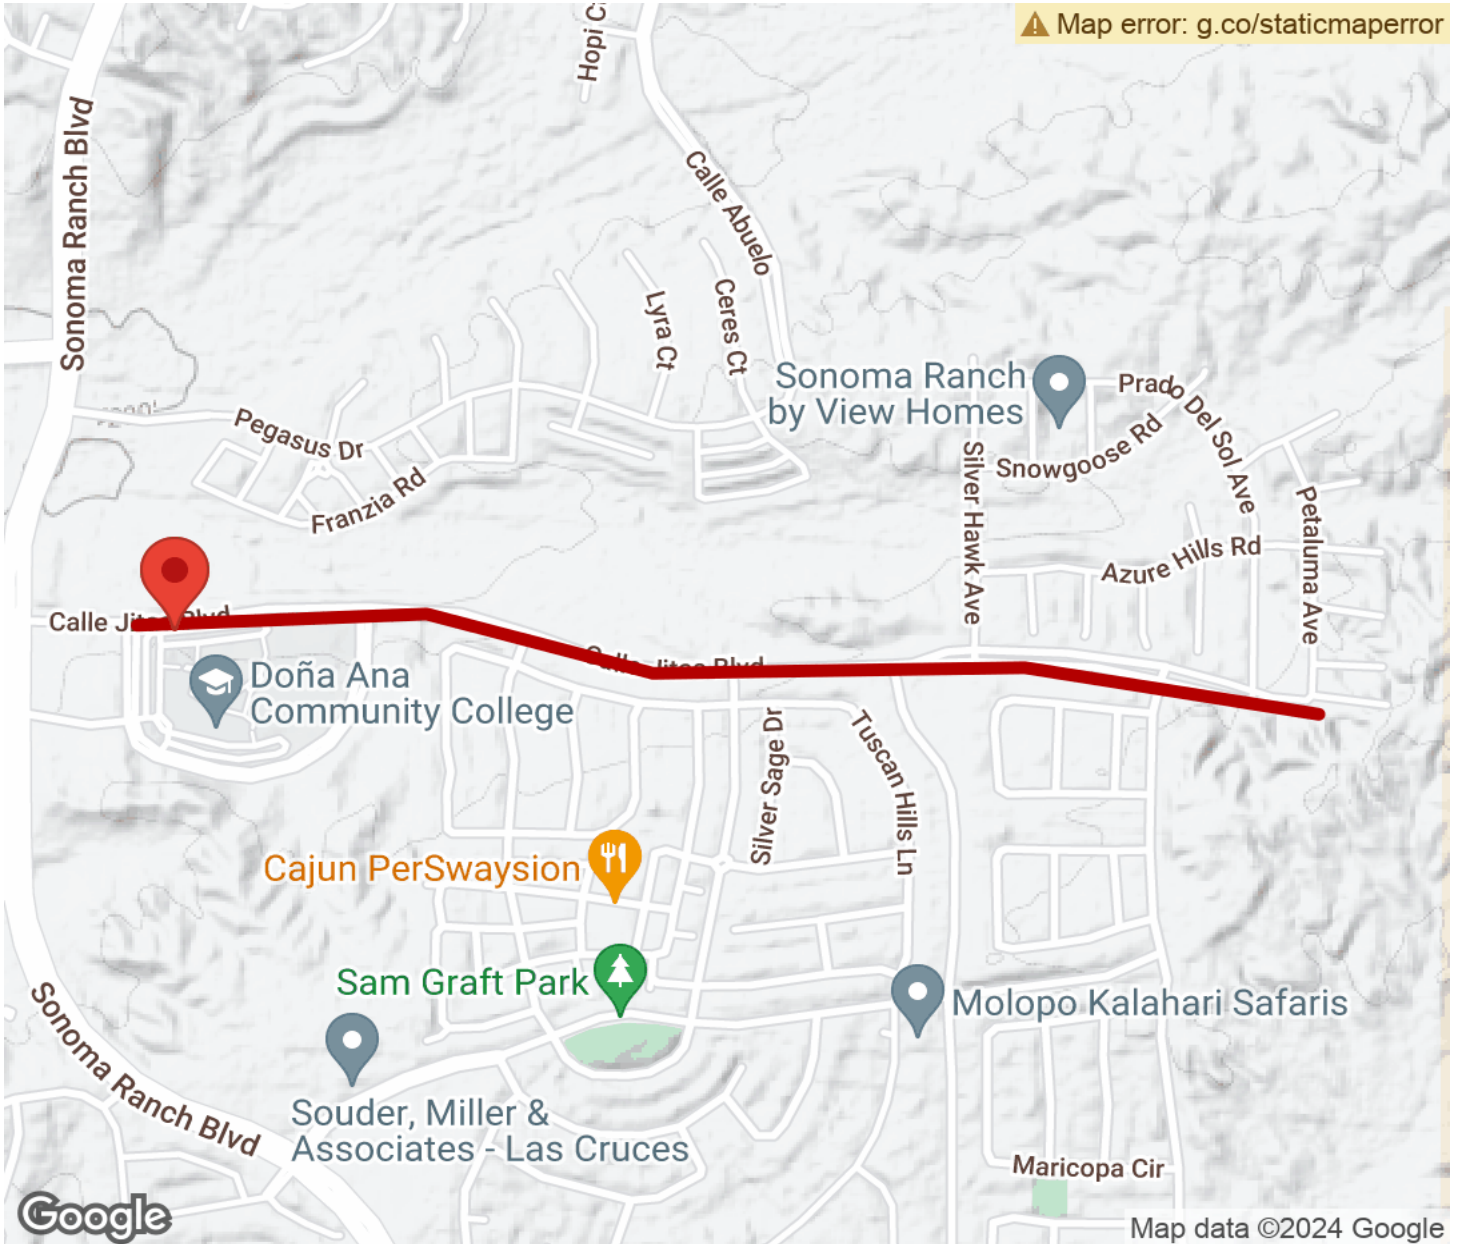 Map error: g.co/staticmaperror
Hopi
Sonoma Ranch Blvd
Calle Abuelo
Lyra Ct
Ceres Ct
Sonoma Ranch
by View Homes
Prado Del Sol Ave
Pegasus Dr
Snowgoose Rd
Silver Hawk Ave
Franzia Rd
Petaluma Ave
Azure Hills Rd
Calle Blvd
Calle Jitas Blvd
Doña Ana
Community College
Silver Sage Dr
Tuscan Hills Ln
Cajun PerSwaysion
Sam Graft Park
Molopo Kalahari Safaris
Sonoma Ranch Blvd
Souder, Miller &
Associates - Las Cruces
Maricopa Cir
Google
Map data ©2024 Google